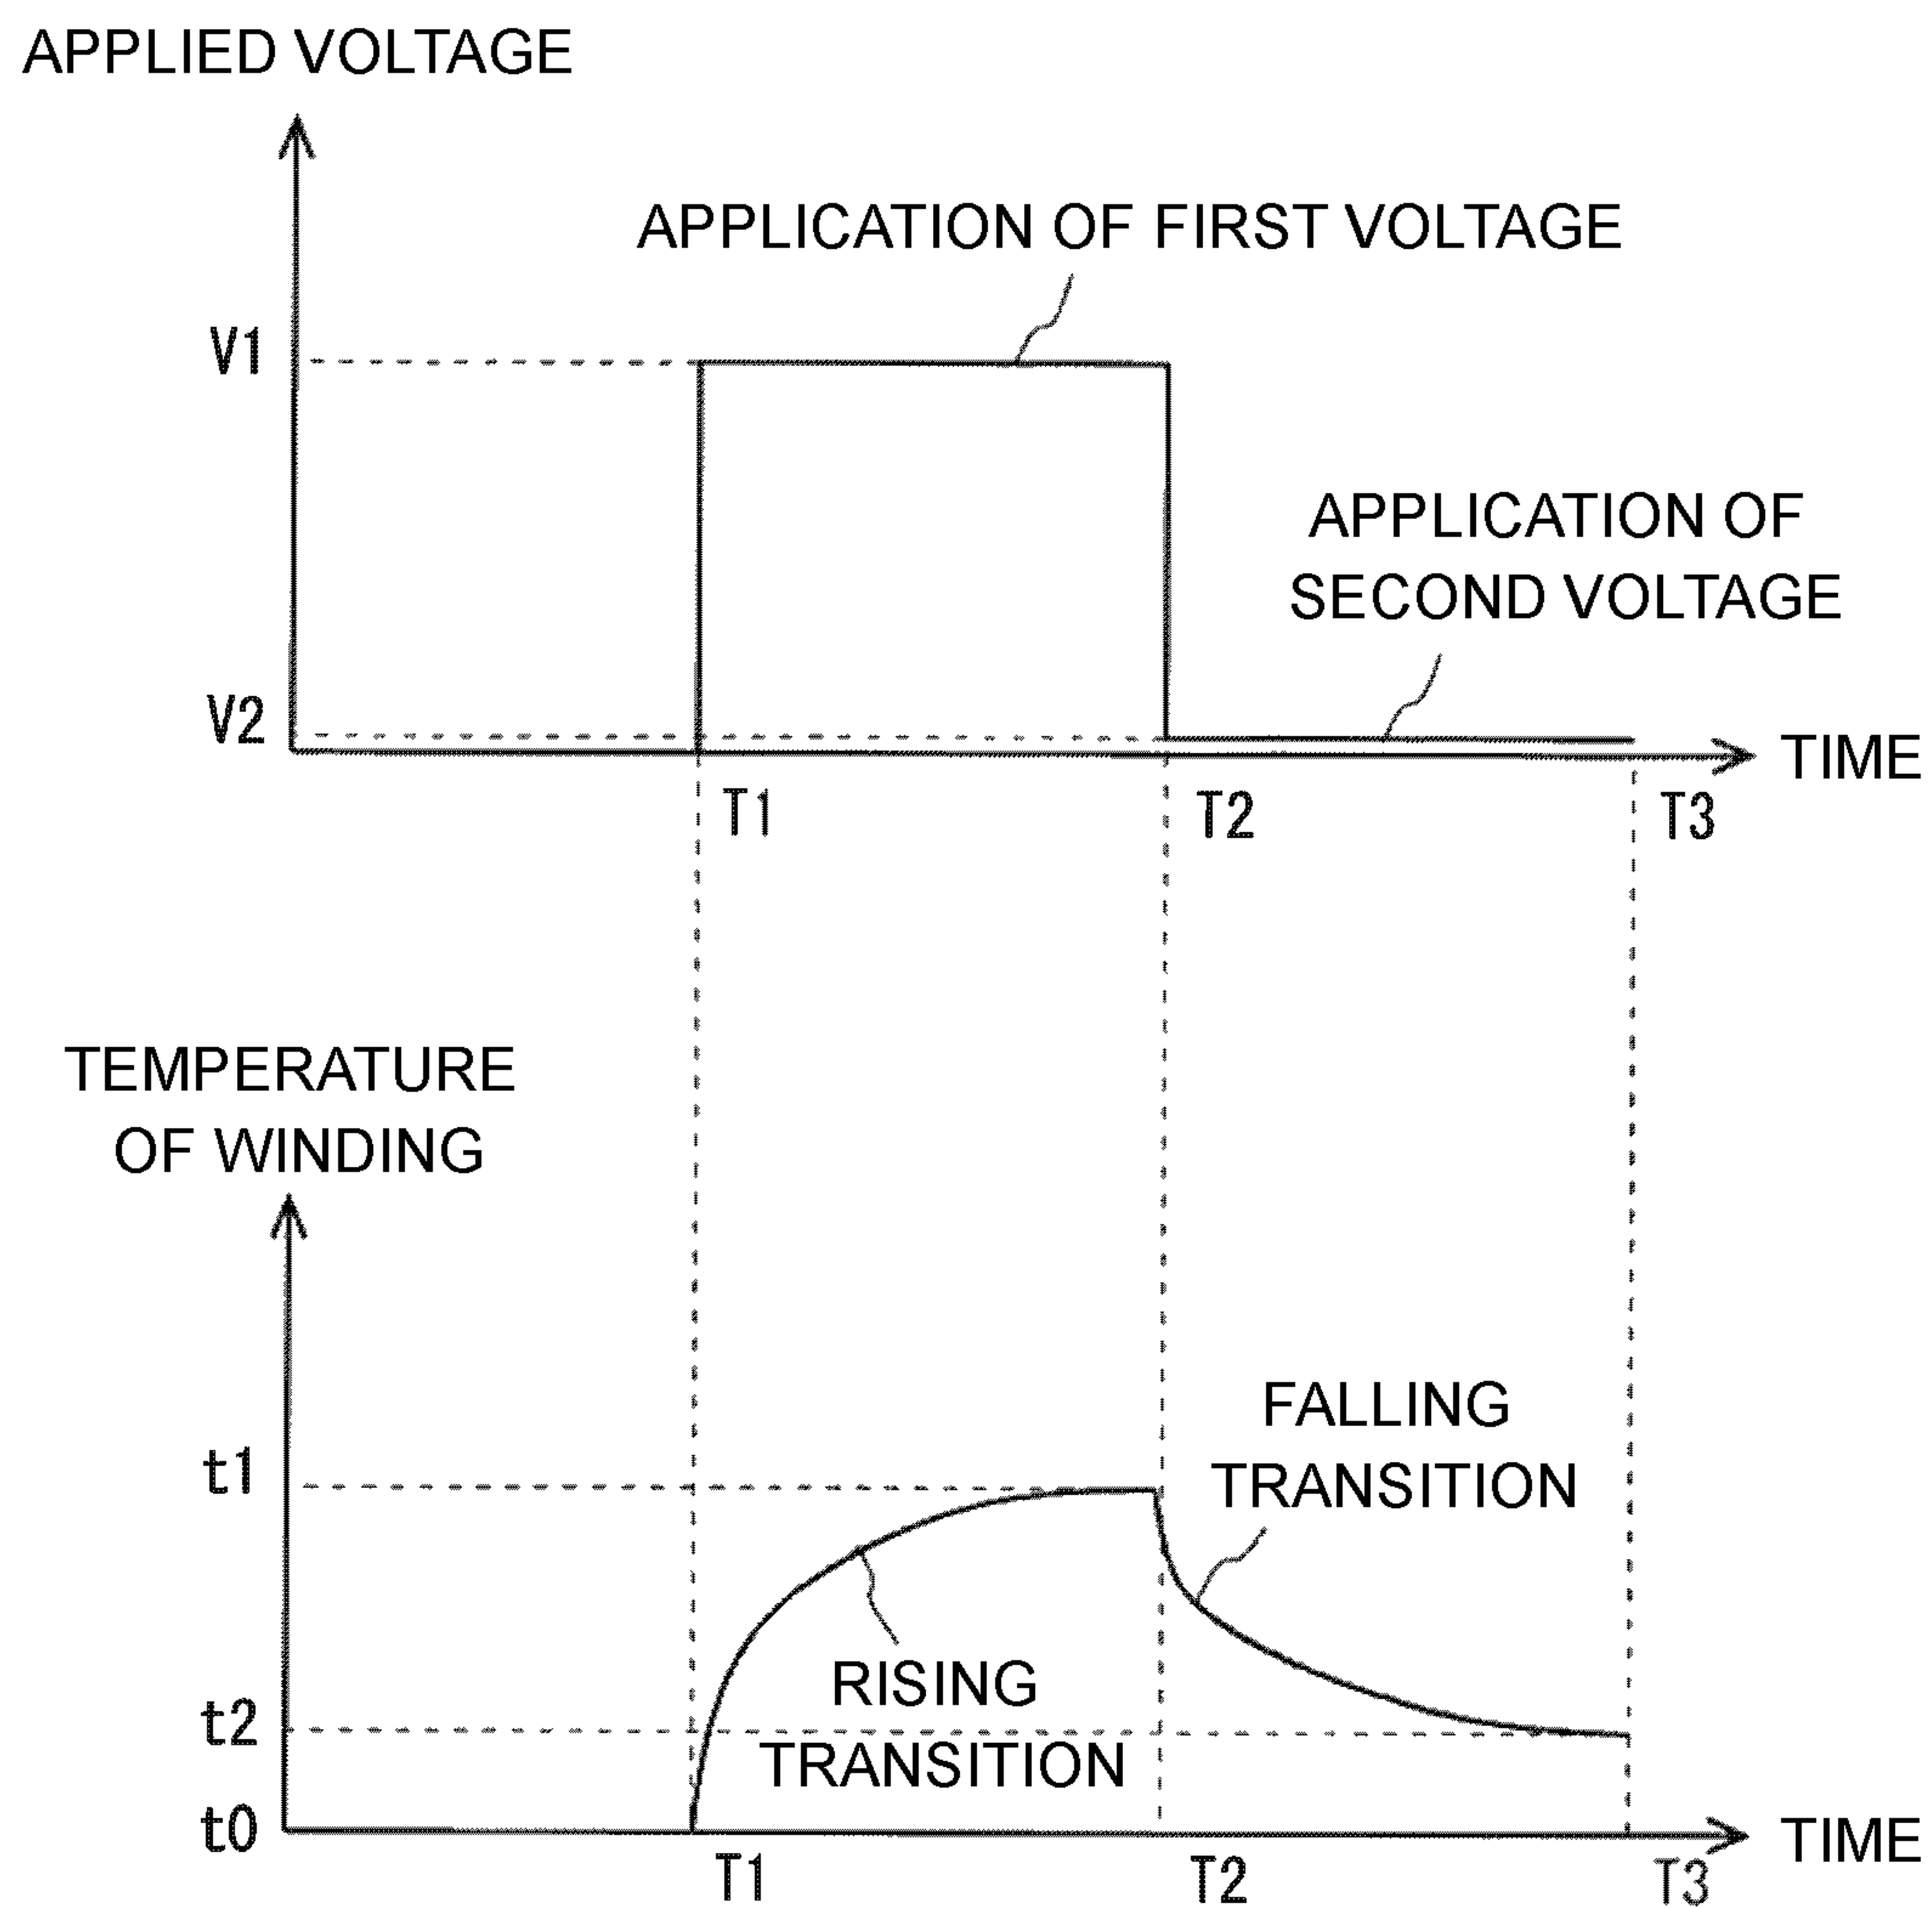 APPLIED VOLTAGE
APPLICATION OF FIRST VOLTAGE
V1
APPLICATION OF
SECOND VOLTAGE
V2
TIME
T1
T2
T3
TEMPERATURE
OF WINDING
FALLING
TRANSITION
t1
RISING
TRANSITION
t2
t0
TIME
T1
T2
T3